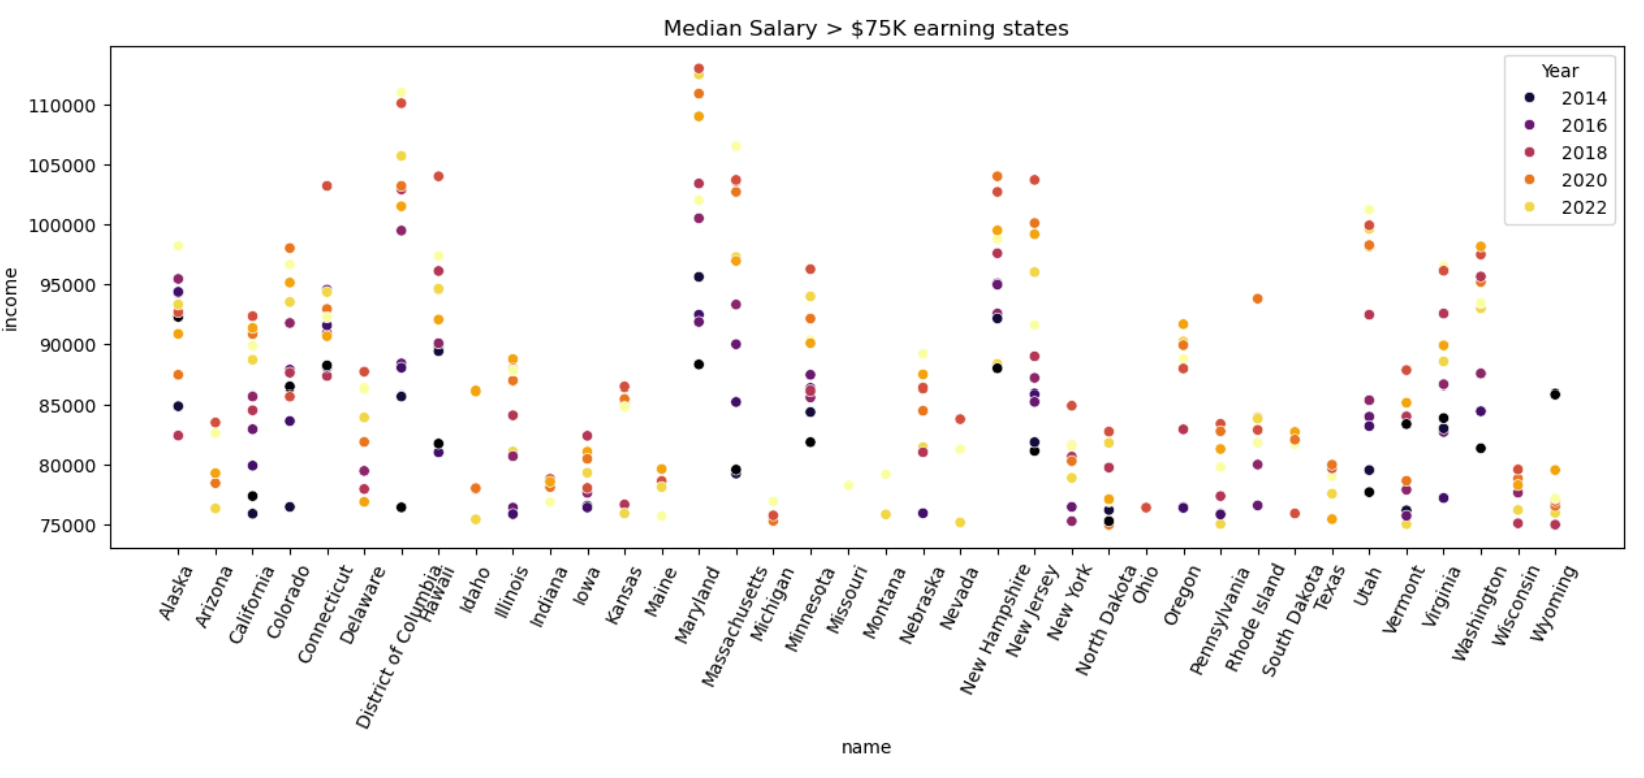 Median Salary > $75K earning states
income
110000
105000
100000
95000
90000
85000
80000
75000
Year
2014
2016
2018
2020
2022
Alaska
Arizona
California
Colorado
Connecticut
Delaware
District of Columbia
Hawaii
Idaho
Illinois
Indiana
Iowa
Kansas
Maine
Maryland
Massachusetts
Michigan
Minnesota
Missouri
Montana
Nebraska
Nevada
New Hampshire
New Jersey
New York
North Dakota
Ohio
Oregon
Pennsylvania
Rhode Island
South Dakota
Texas
Utah
Vermont
Virginia
Washington
Wisconsin
Wyoming
name